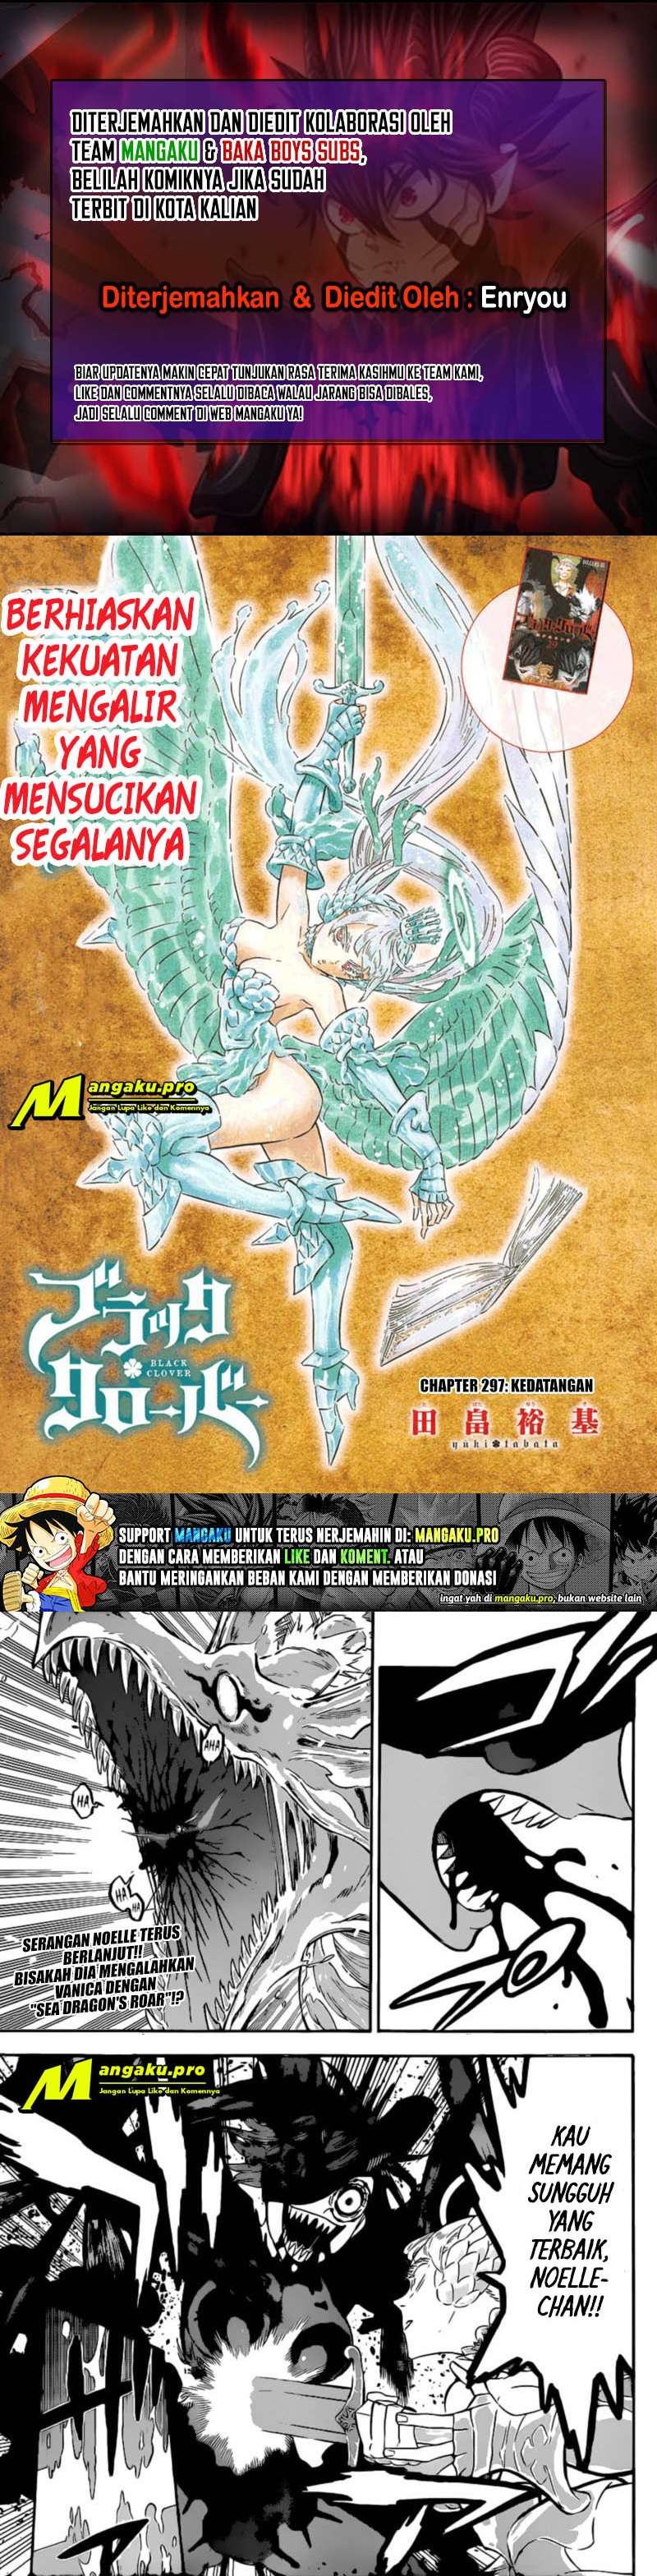 DITERJEMAHKAN DAN DIEDIT KOLABORASI OLEH
TEAM MANGAKU & BAKA BOYS SUBS,
BELILAH KOMIKNYA JIKA SUDAH
TERBIT DI KOTA KALIAN
Diterjemahkan & Diedit Oleh : Enryou
BIAR UPDATENYA MAKIN CEPAT TUNJUKAN RASA TERIMA KASIHMU KE TEAM KAMI,
LIKE DAN COMMENTNYA SELALU DIBACA WALAU JARANG BISA DIBALES,
JADI SELALU COMMENT DI WEB MANGAKU YA!
BERHIASKAN
KEKUATAN
MENGALIR
YANG
MENSUCIKAN
SEGALANYA
Mangaku.pro
Jangan Lupa Like dan Komennya
ブラック
クローバー
BLACK
CLOVER
CHAPTER 297: KEDATANGAN
田畠裕基
yuki tabata
SUPPORT MANGAKU UNTUK TERUS NERJEMAHIN DI: MANGAKU.PRO
DENGAN CARA MEMBERIKAN LIKE DAN KOMENT. ATAU
BANTU MERINGANKAN BEBAN KAMI DENGAN MEMBERIKAN DONASI
ingat yah di mangaku.pro, bukan website lain
AHA
HA
HA
HA
SERANGAN NOELLE TERUS
BERLANJUT!!
BISAKAH DIA MENGALAHKAN
VANICA DENGAN
"SEA DRAGON'S ROAR"!?
Mangaku.pro
Jangan Lupa Like dan Komennya
KAU
MEMANG
SUNGGUH
YANG
TERBAIK,
NOELLE-
CHAN!!